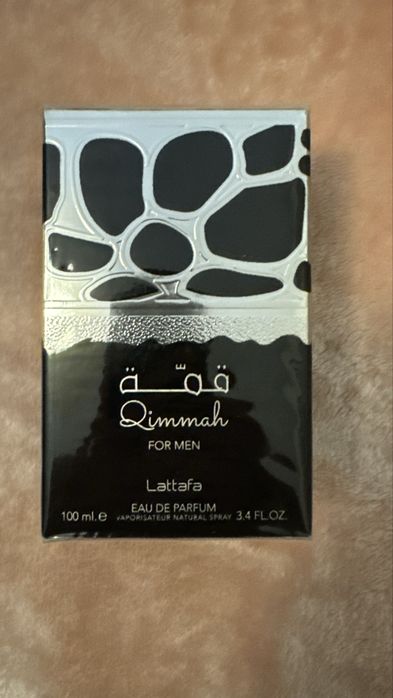 قمّة
Qimmah
FOR MEN
Lattafa
EAU DE PARFUM
100 ml.e VAPORISATEUR NATURAL SPRAY 3.4 FL.OZ.